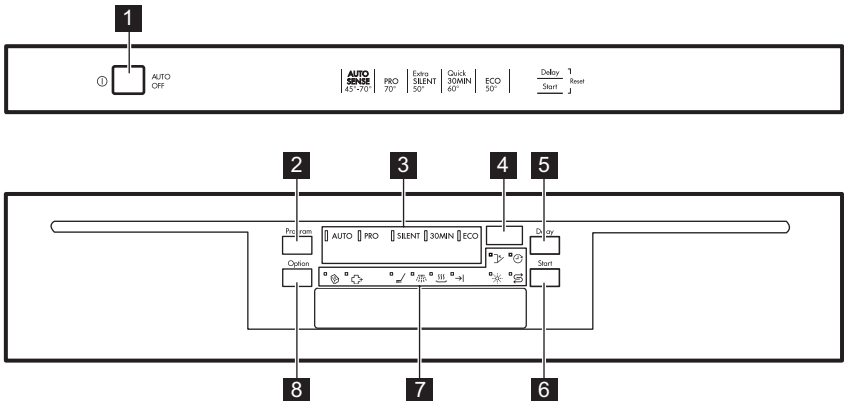 1
AUTO
OFF
AUTO
SENSE
45°-70°
PRO
70°
Extra
SILENT
50°
Quick
30MIN
60°
ECO
50°
Delay
Start
Reset
2
3
4
5
Program
AUTO PRO SILENT 30MIN ECO
Delay
Option
Start
8
7
6